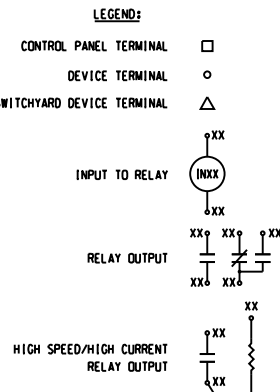 LEGEND:
CONTROL PANEL TERMINAL
DEVICE TERMINAL
WITCHYARD DEVICE TERMINAL
XX
INPUT TO RELAY
INXX
XX
XX XX XX
RELAY OUTPUT
XX XX
XX
XX
HIGH SPEED/HIGH CURRENT
RELAY OUTPUT
XX